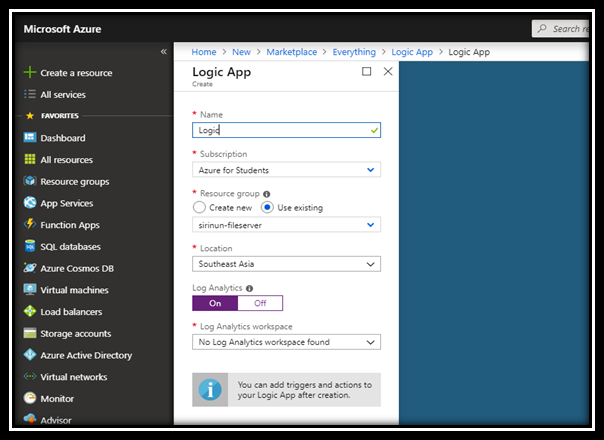 Microsoft Azure
Search re
«
Create a resource
All services
FAVORITES
Dashboard
All resources
Resource groups
App Services
Function Apps
SQL databases
Azure Cosmos DB
Virtual machines
Load balancers
Storage accounts
Azure Active Directory
Virtual networks
Monitor
Advisor
Home > New > Marketplace > Everything > Logic App > Logic App
Logic App
Create
* Name
Logic
* Subscription
Azure for Students
* Resource group
Create new Use existing
sirinun-fileserver
* Location
Southeast Asia
Log Analytics
On Off
* Log Analytics workspace
No Log Analytics workspace found
You can add triggers and actions to
your Logic App after creation.